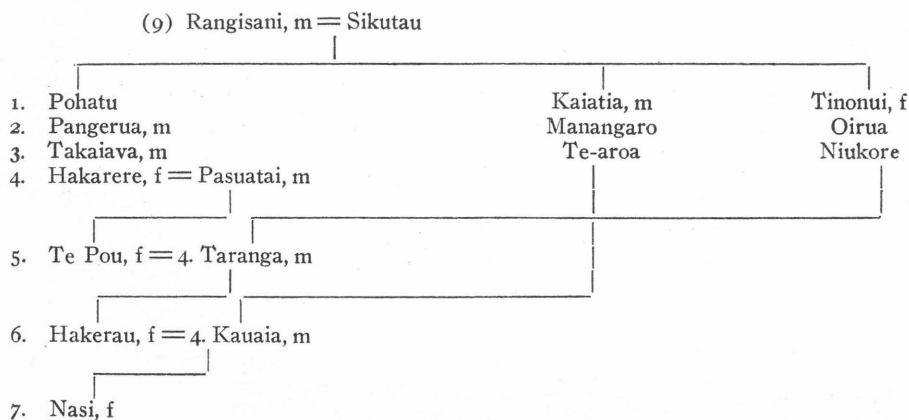 (9) Rangisani, m = Sikutau
1. Pohatu Kaiatia, m Tinonui, f
2. Pangerua, m Manangaro Oirua
3. Takaiava, m Te-aroa Niukore
4. Hakarere, f = Pasuatai, m
5. Te Pou, f = 4. Taranga, m
6. Hakerau, f = 4. Kauaia, m
7. Nasi, f